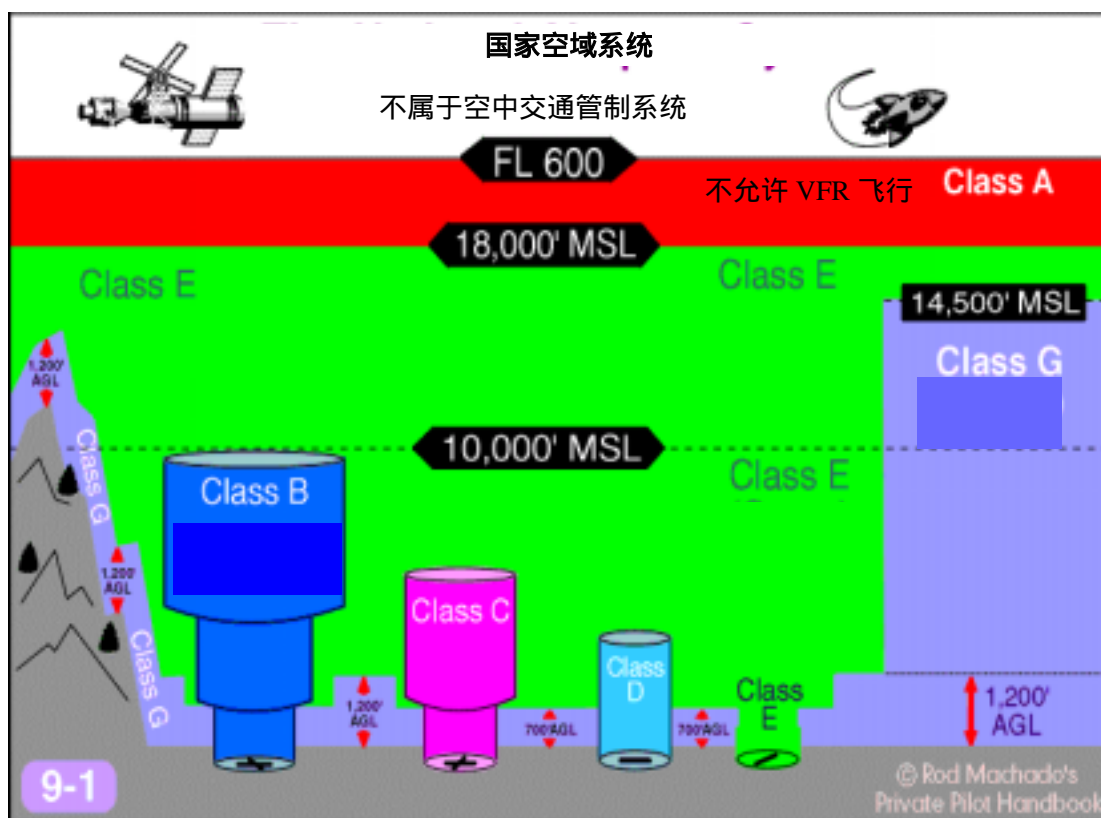 国家空域系统
不属于空中交通管制系统
FL 600
不允许 VFR 飞行
Class A
18,000' MSL
Class E
Class E
14,500' MSL
1,200'
AGL
Class G
Class G
10,000' MSL
Class E
Class B
1,200'
AGL
Class C
Class G
Class
D
Class
E
1,200'
AGL
700'AGL
700'AGL
1,200'
AGL
9-1
© Rod Machado's
Private Pilot Handbook